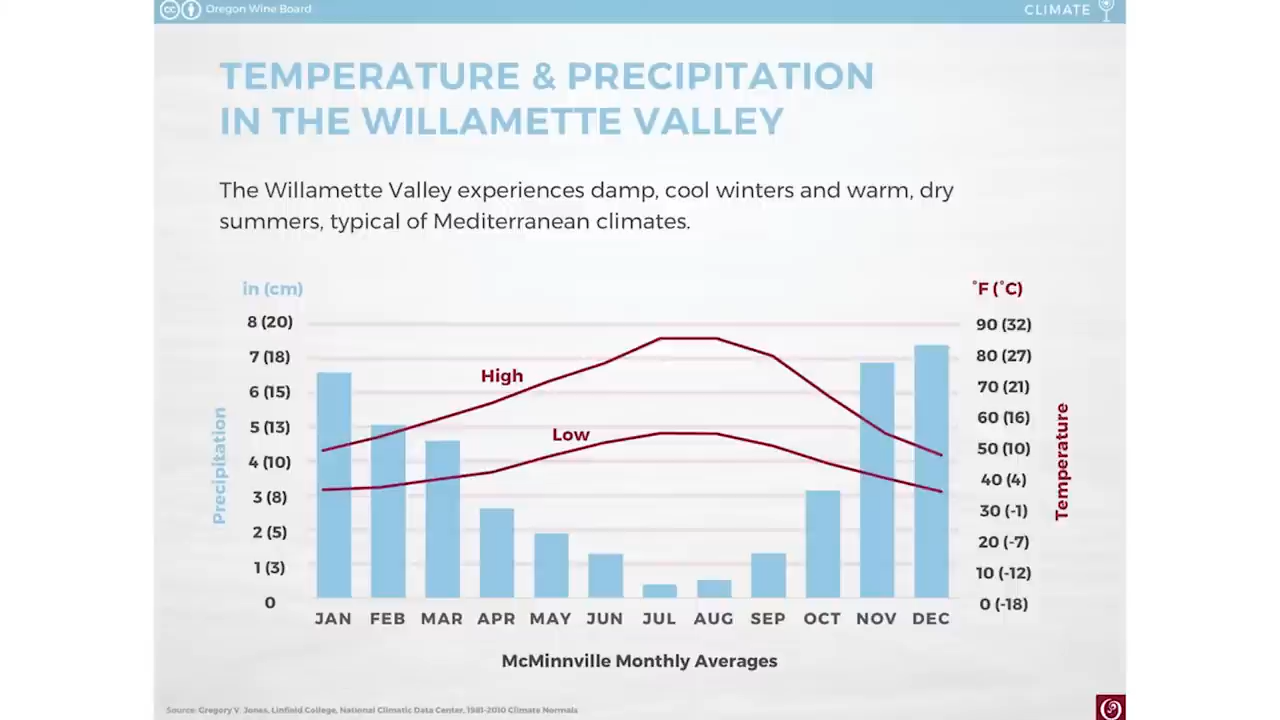 Oregon Wine Board
CLIMATE
TEMPERATURE & PRECIPITATION
IN THE WILLAMETTE VALLEY
The Willamette Valley experiences damp, cool winters and warm, dry
summers, typical of Mediterranean climates.
in (cm)
˚F (˚C)
8 (20)
7 (18)
6 (15)
5 (13)
4 (10)
3 (8)
2 (5)
1 (3)
0
Precipitation
High
Low
90 (32)
80 (27)
70 (21)
60 (16)
50 (10)
40 (4)
30 (-1)
20 (-7)
10 (-12)
0 (-18)
Temperature
JAN FEB MAR APR MAY JUN JUL AUG SEP OCT NOV DEC
McMinnville Monthly Averages
Source: Gregory V. Jones, Linfield College, National Climatic Data Center, 1981-2010 Climate Normals